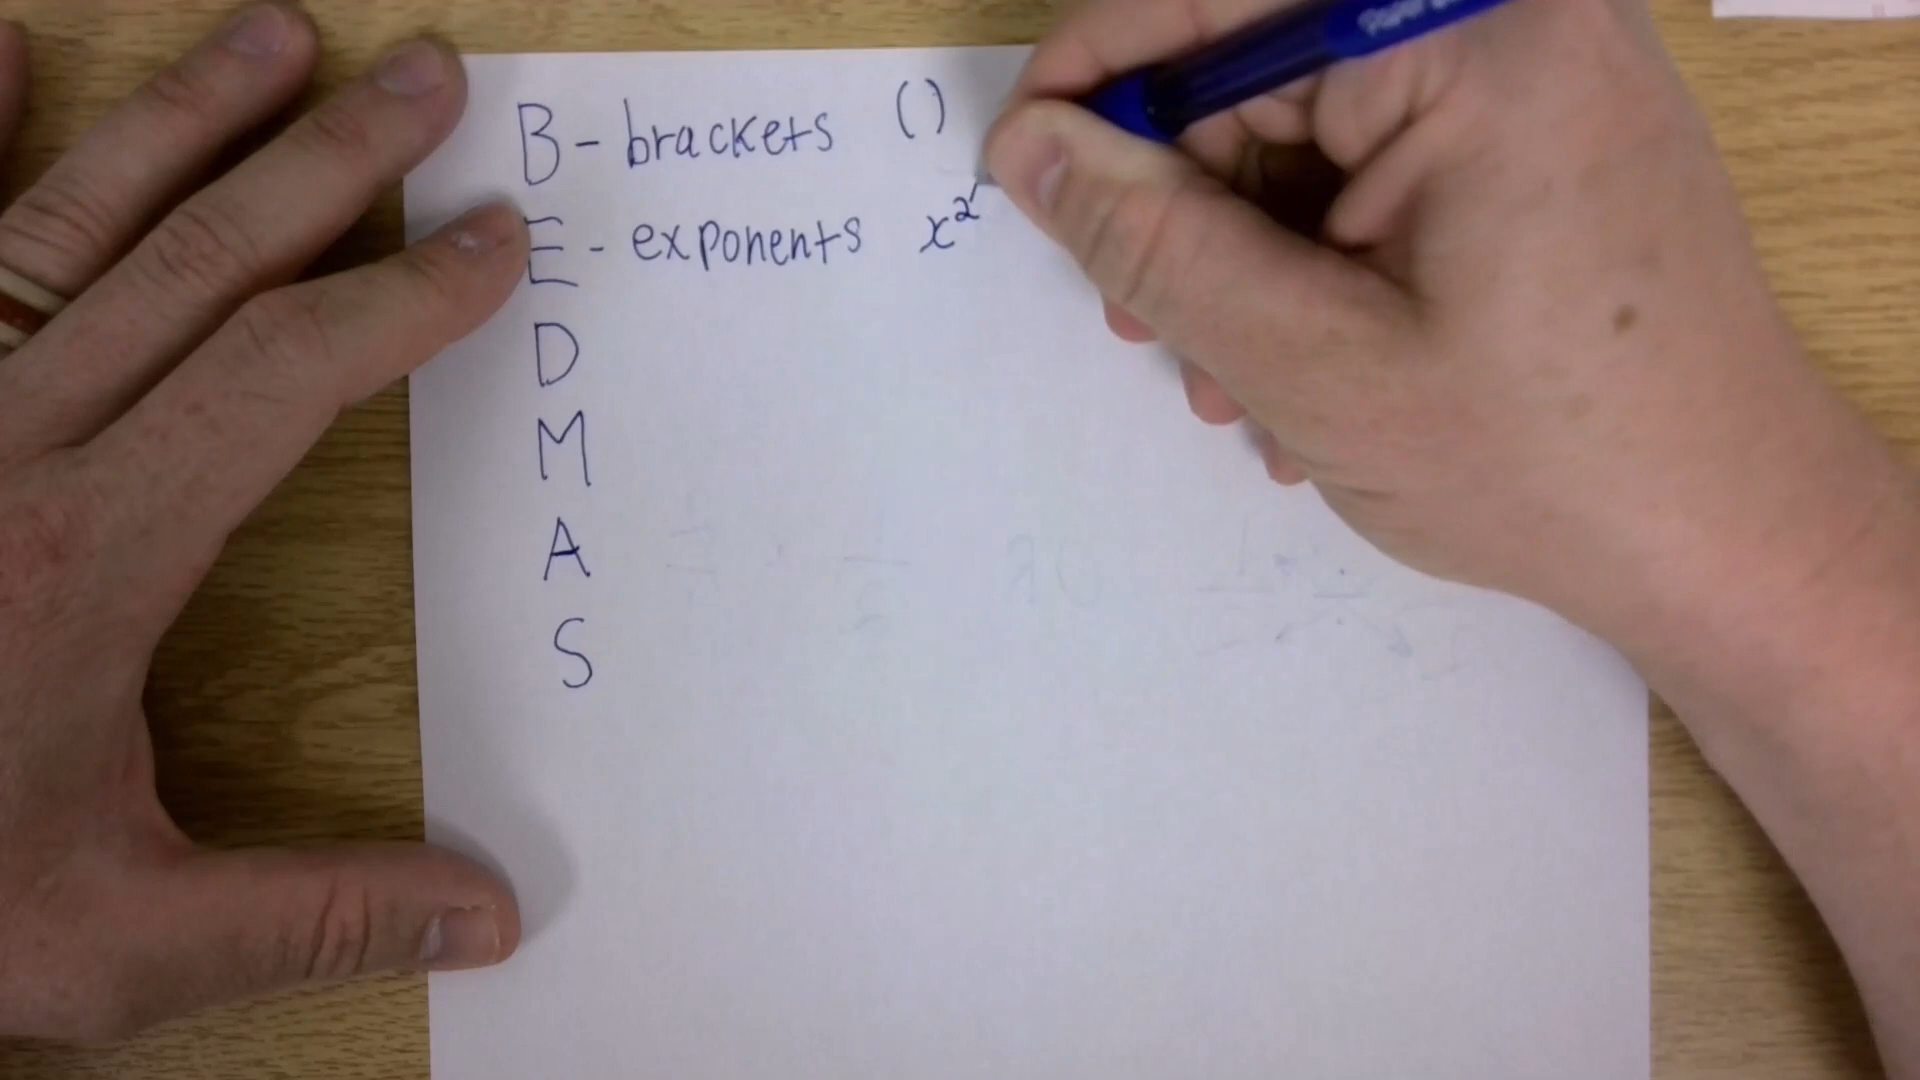 B - brackets ()
E - exponents x²
D
M
A
S